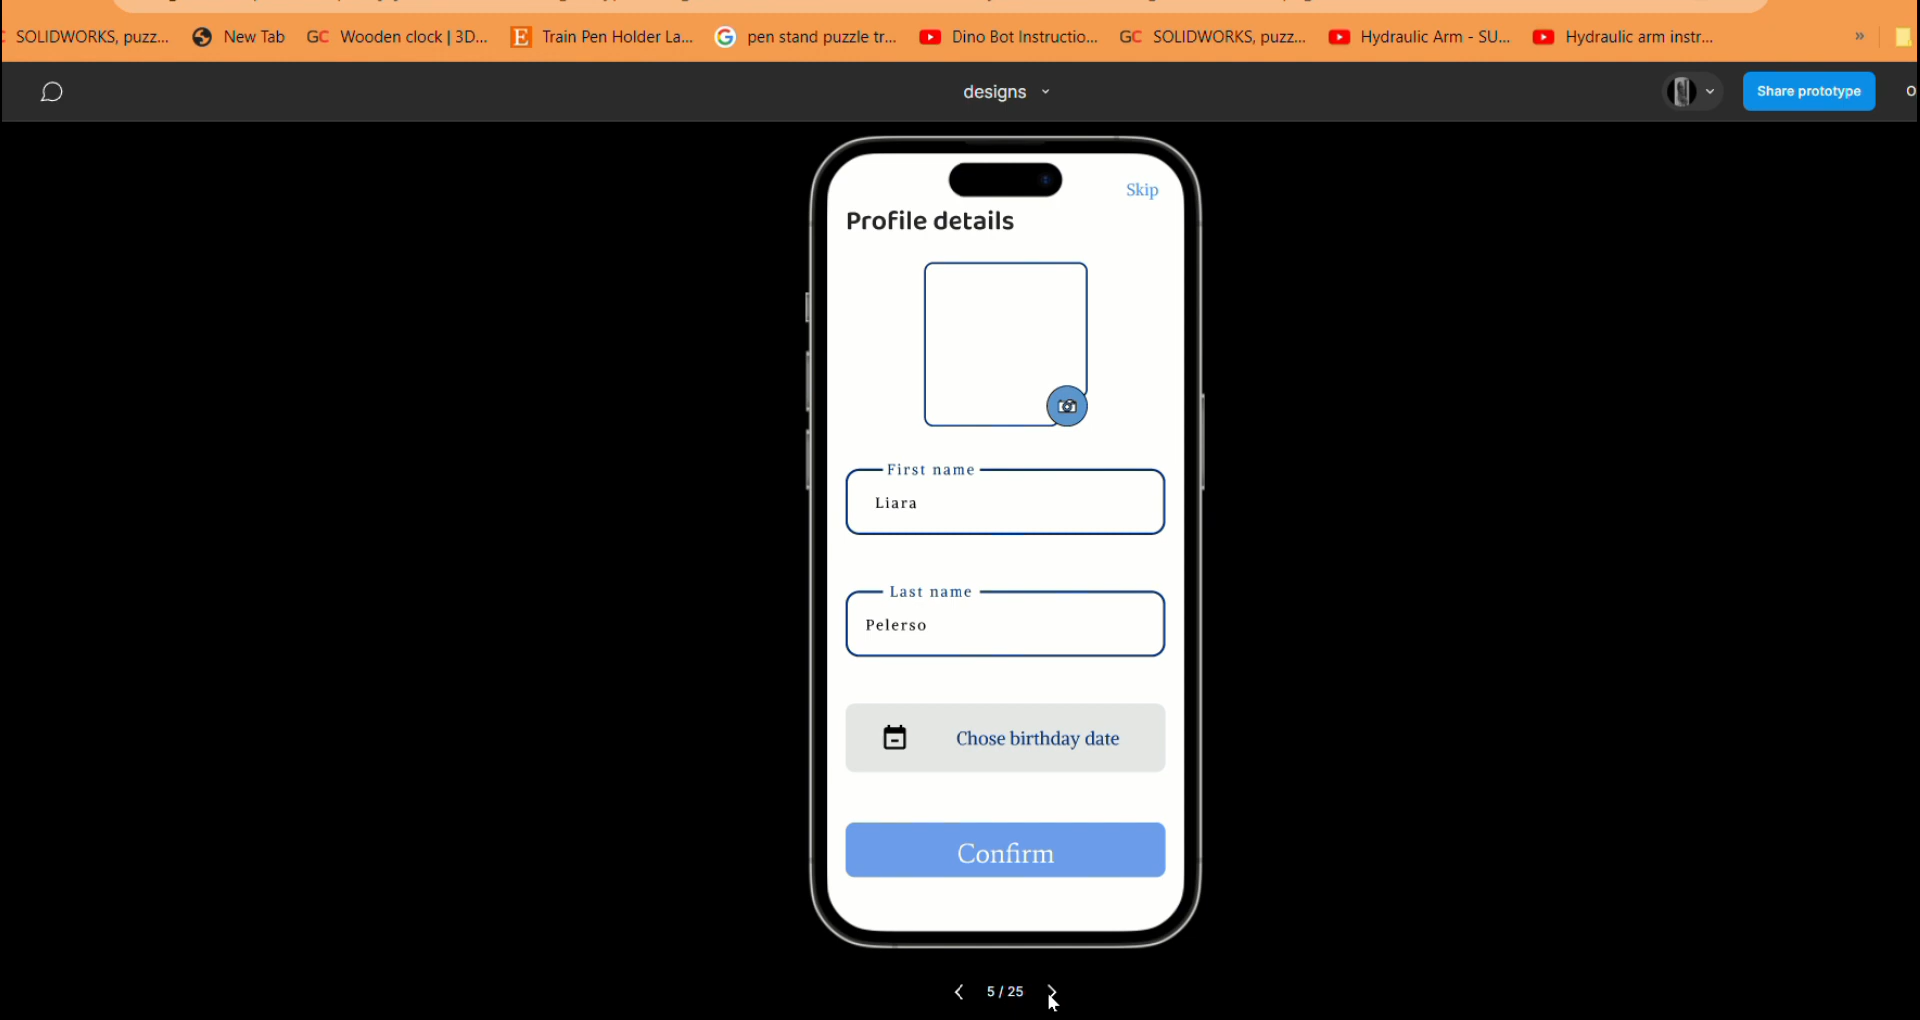 SOLIDWORKS, puzz... New Tab GC Wooden clock | 3D... E Train Pen Holder La... G pen stand puzzle tr... Dino Bot Instructio... GC SOLIDWORKS, puzz... Hydraulic Arm - SU... Hydraulic arm instr... »
designs Share prototype
Skip
Profile details
First name
Liara
Last name
Pelerso
Chose birthday date
Confirm
5 / 25